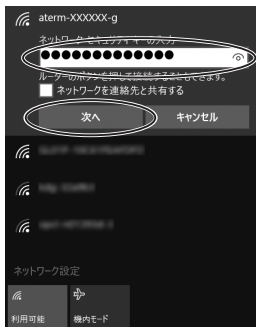 aterm-XXXXXX-g
ネットワーク セキュリティ キーの入力
●●●●●●●●●●●●●
ルーターのボタンを押して接続することもできます。
ネットワークを連絡先と共有する
次へ
キャンセル
ネットワーク設定
利用可能
機内モード